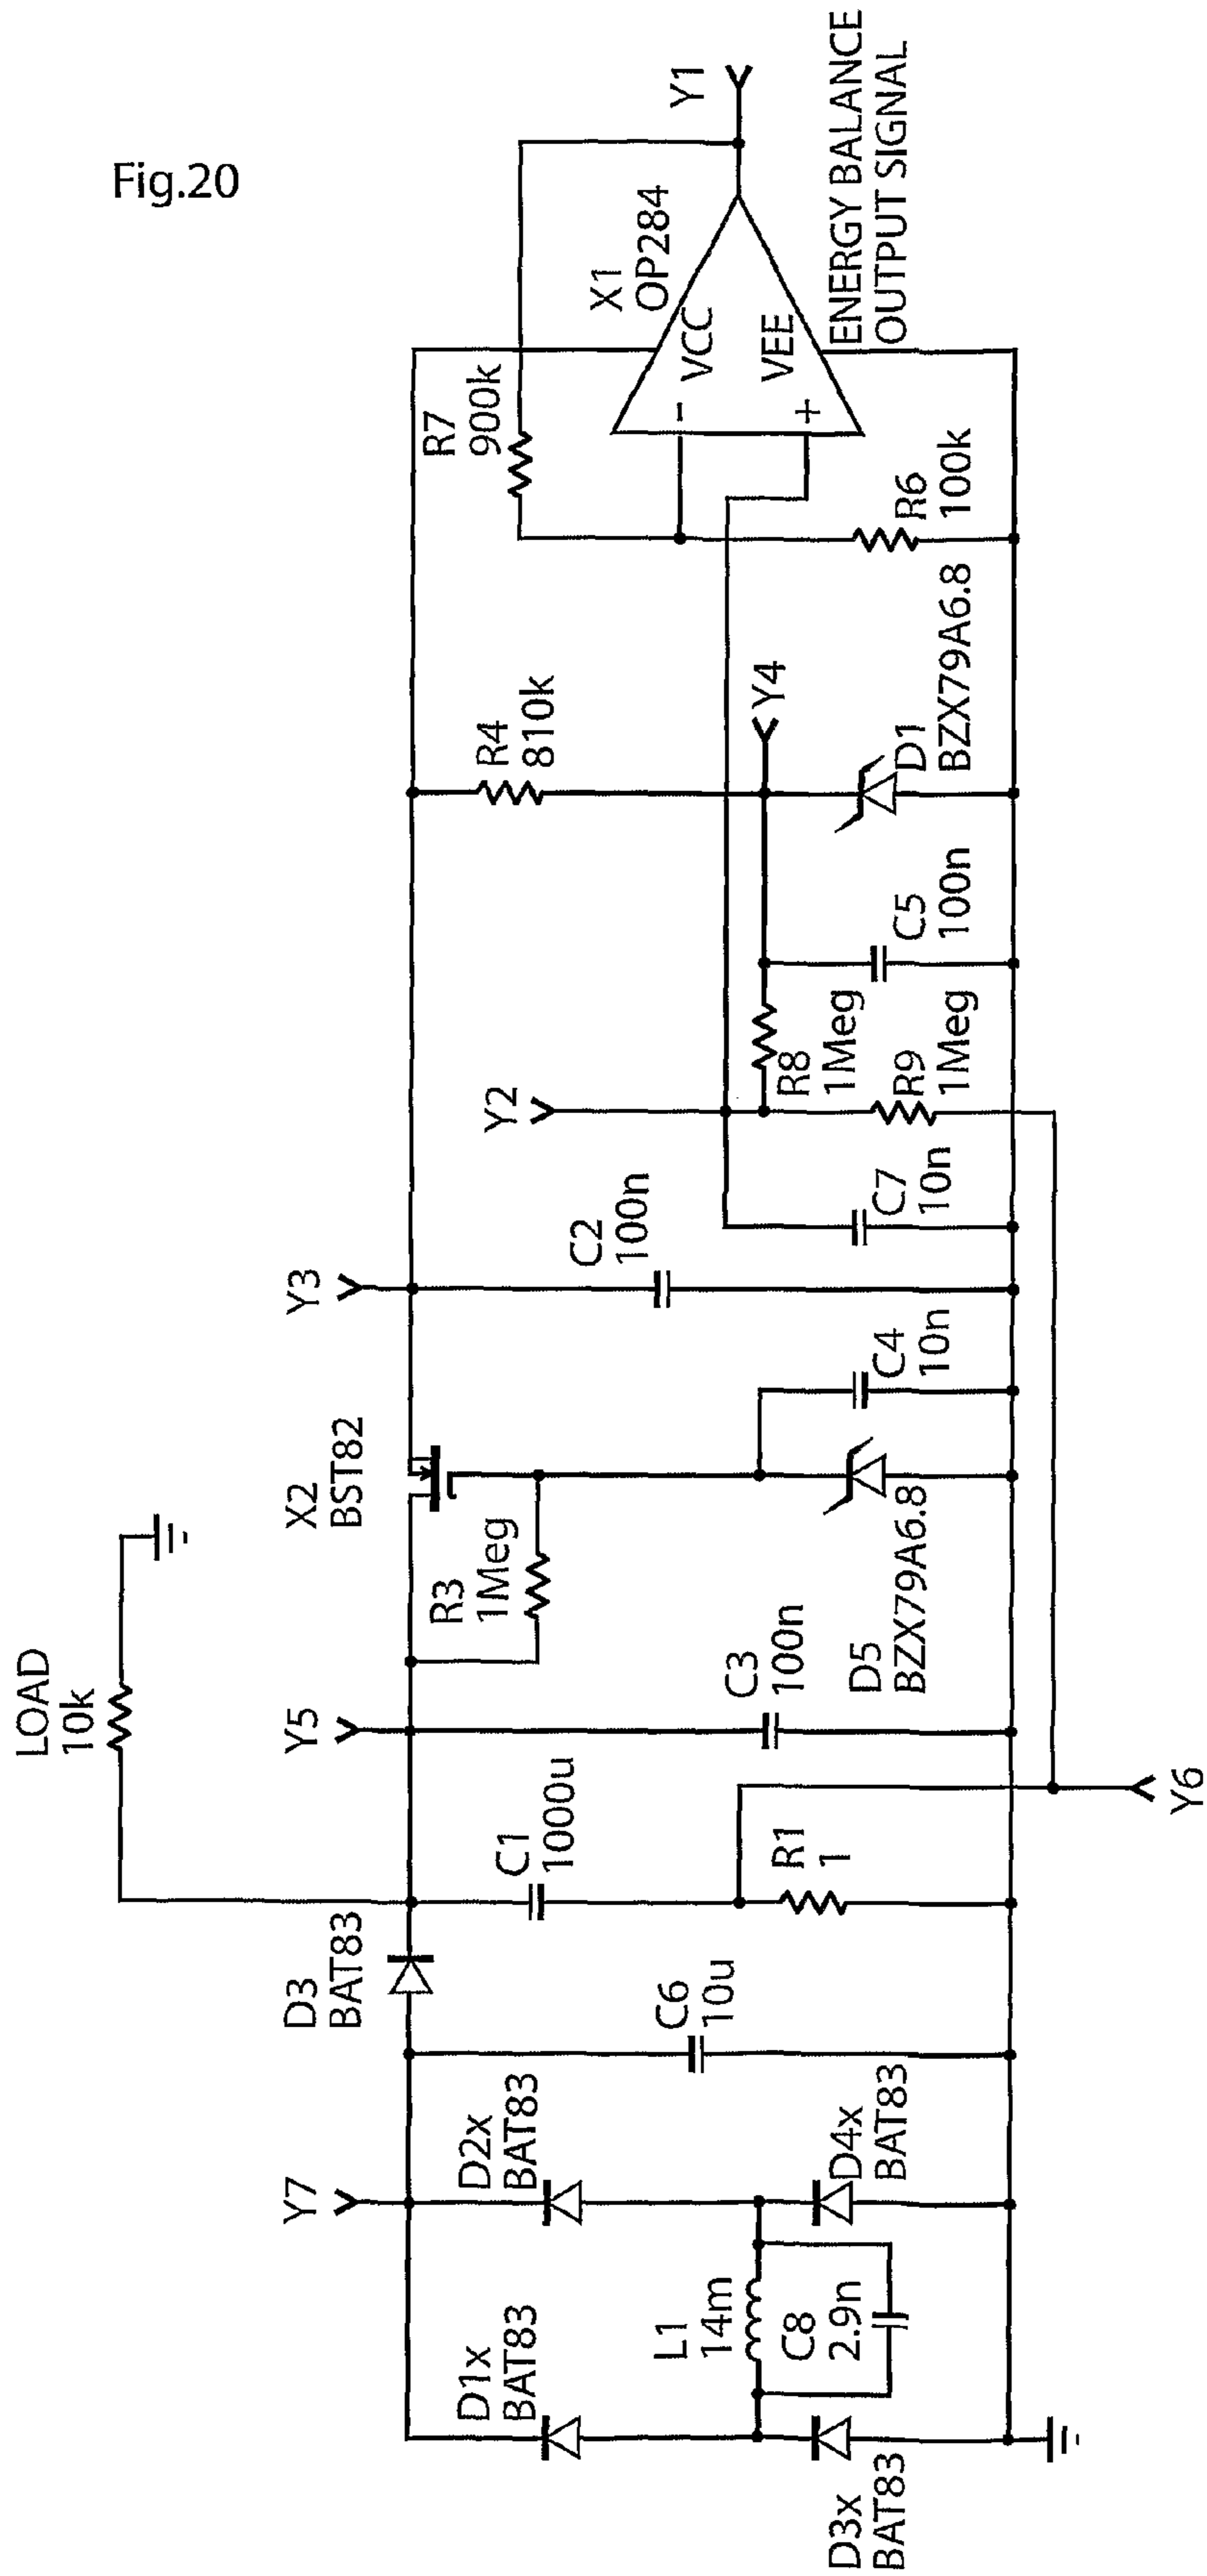 Fig.20
LOAD
10k
Y7
D1x
BAT83
D2x
BAT83
D3x
BAT83
D4x
BAT83
L1
14m
C8
2.9n
C6
10u
D3
BAT83
C1
1000u
R1
1
Y5
Y6
C3
100n
R3
1Meg
X2
BST82
D5
BZX79A6.8
C4
10n
Y3
C2
100n
C7
10n
Y2
R8
1Meg
R9
1Meg
C5
100n
R4
810k
Y4
D1
BZX79A6.8
R7
900k
R6
100k
X1
OP284
VCC
VEE
-
+
Y1
ENERGY BALANCE
OUTPUT SIGNAL